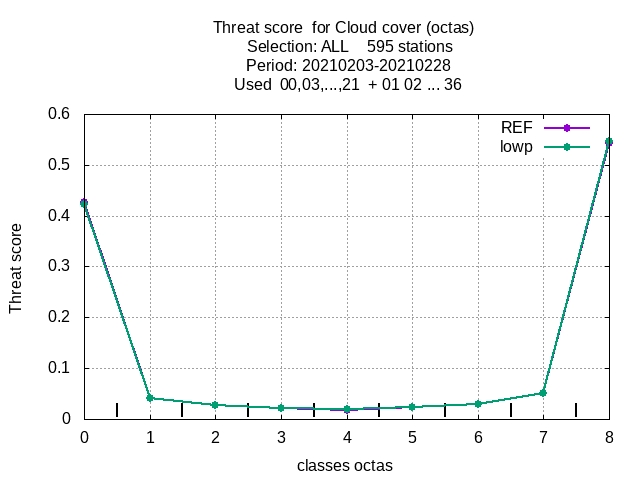 Threat score  for Cloud cover (octas)
Selection: ALL    595 stations
Period: 20210203-20210228
Used  00,03,...,21  + 01 02 ... 36
REF
lowp
0.6
0.5
0.4
0.3
0.2
0.1
0
Threat score
0 1 2 3 4 5 6 7 8
classes octas